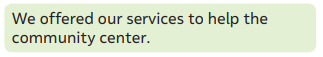 We offered our services to help the
community center.